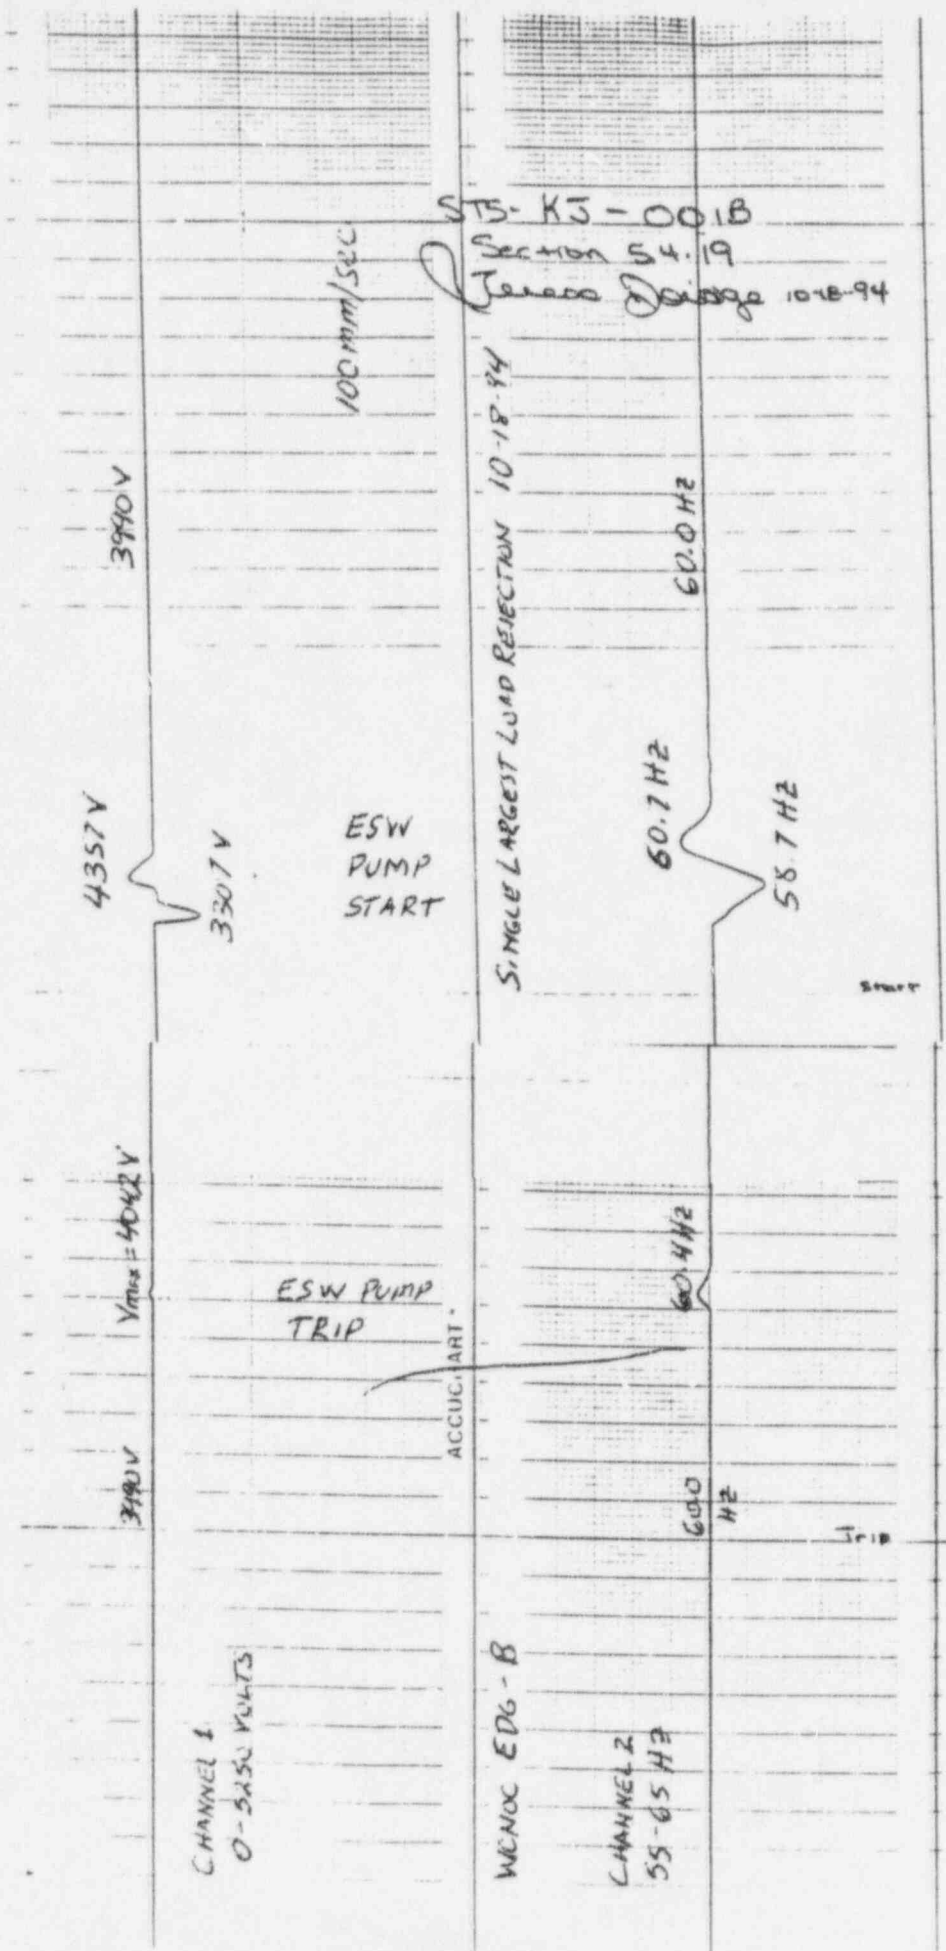 STS-KJ-001B
Section 5.4.19
10-18-94
100 mm/SEC
3990 V
4357 V
3307 V
ESW
PUMP
START
SINGLE LARGEST LOAD REJECTION 10-18-94
60.0 HZ
60.7 HZ
58.7 HZ
START
Vmax = 4042 V
ESW PUMP
TRIP
3990 V
60.4 HZ
60.0
HZ
Trip
CHANNEL 1
0-5250 VOLTS
WCNOC EDG-B
CHANNEL 2
55-65 HZ